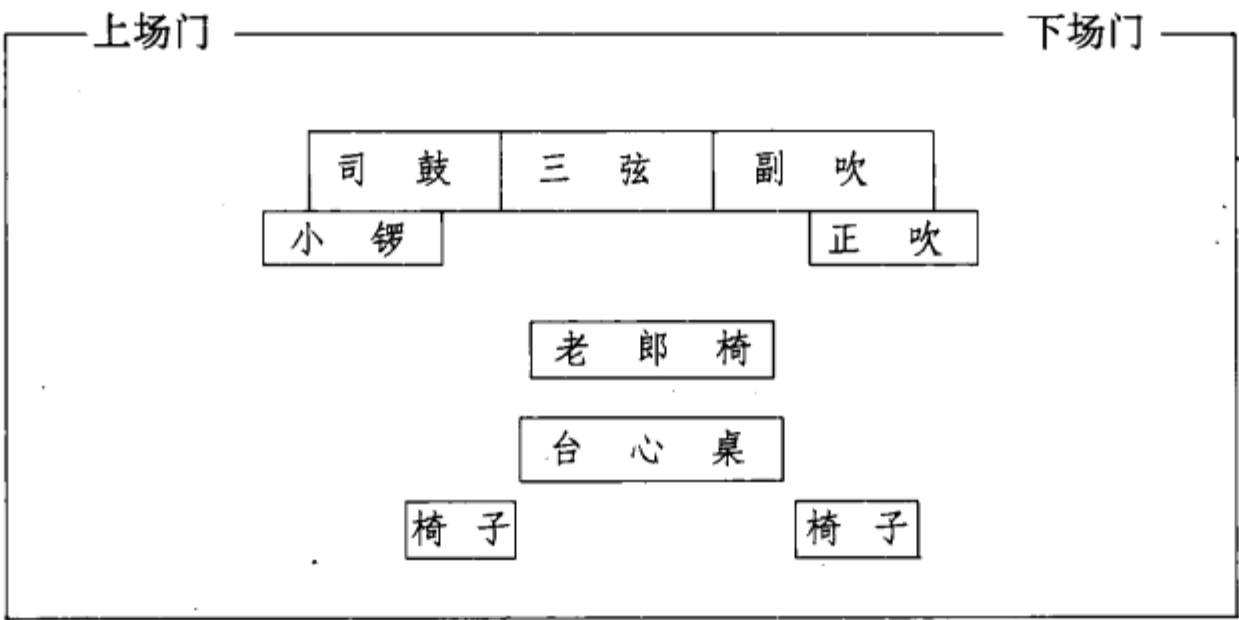 上场门 下场门
司鼓 三弦 副吹
小锣 正吹
老郎椅
台心桌
椅子 椅子